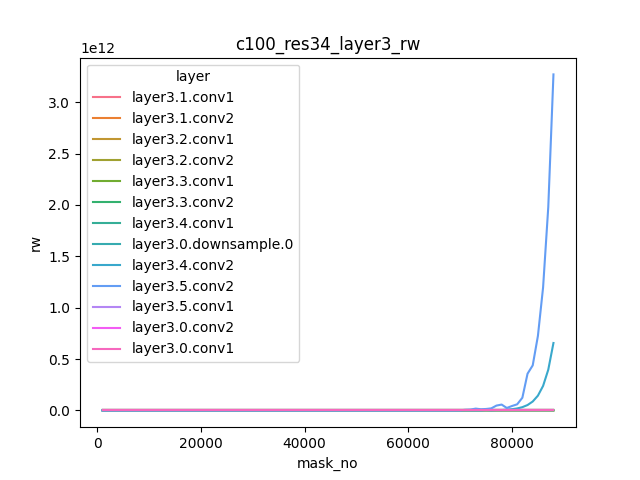 c100_res34_layer3_rw
1e12
layer
layer3.1.conv1
layer3.1.conv2
layer3.2.conv1
layer3.2.conv2
layer3.3.conv1
layer3.3.conv2
layer3.4.conv1
layer3.0.downsample.0
layer3.4.conv2
layer3.5.conv2
layer3.5.conv1
layer3.0.conv2
layer3.0.conv1
3.0
2.5
2.0
1.5
1.0
0.5
0.0
rw
0 20000 40000 60000 80000
mask_no